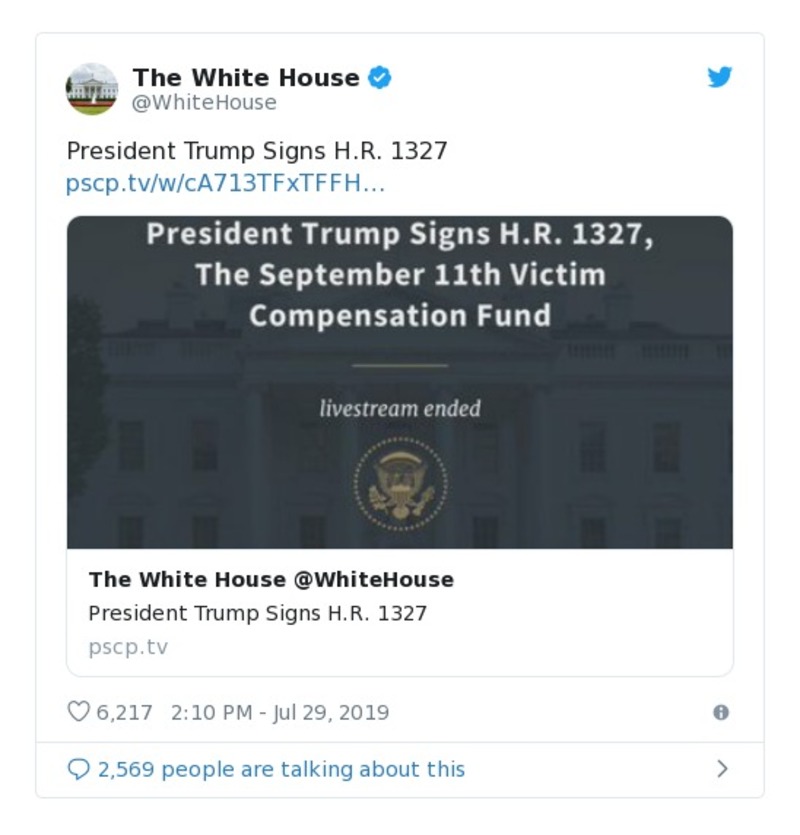 The White House
@WhiteHouse
President Trump Signs H.R. 1327
pscp.tv/w/cA713TFxTFFH…
President Trump Signs H.R. 1327,
The September 11th Victim
Compensation Fund
livestream ended
The White House @WhiteHouse
President Trump Signs H.R. 1327
pscp.tv
6,217 2:10 PM - Jul 29, 2019
2,569 people are talking about this